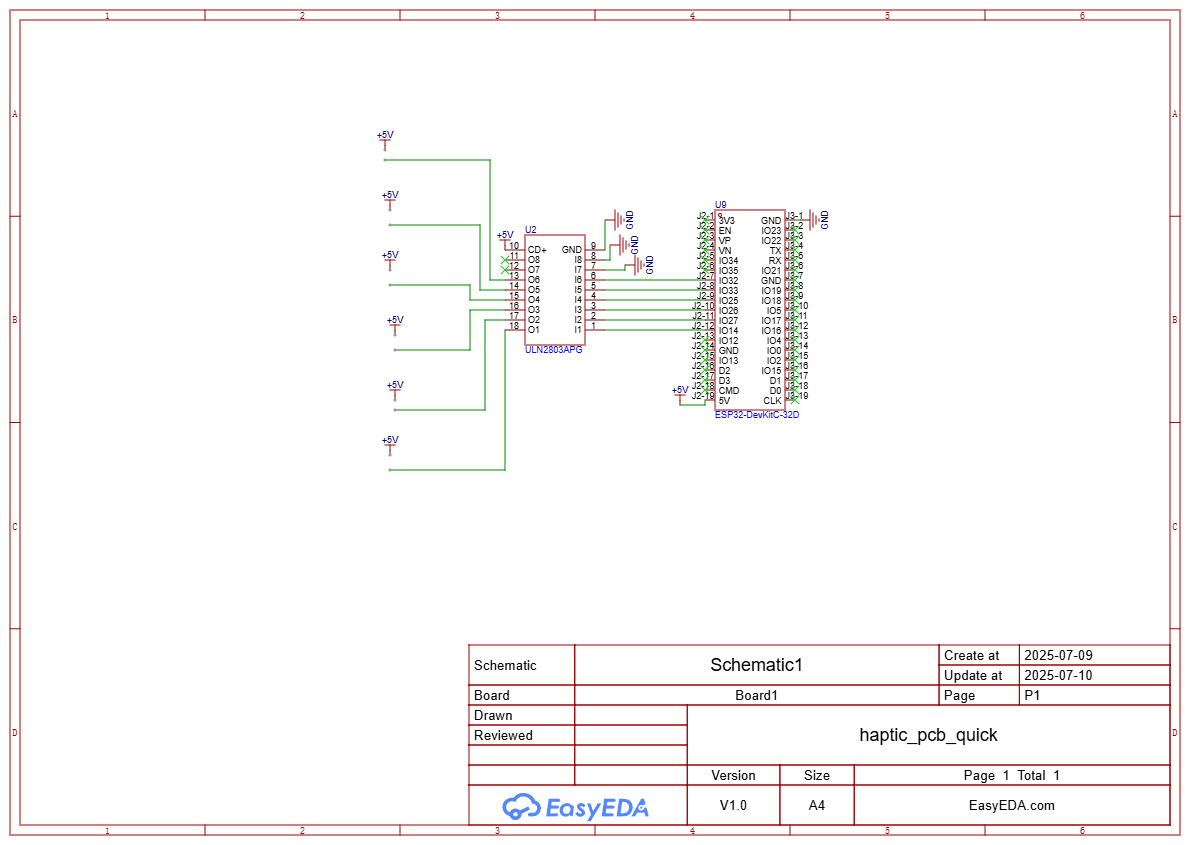 1 2 3 4 5 6
A A
+5V
+5V
+5V
+5V
+5V
+5V
U2
+5V
10 CD+ GND 9 GND
11 O8 I8 8 GND
12 O7 I7 7 GND
13 O6 I6 6
14 O5 I5 5
15 O4 I4 4
16 O3 I3 3
17 O2 I2 2
18 O1 I1 1
ULN2803APG
U9
J2-1 3V3 GND J3-1 GND
J2-2 EN IO23 J3-2
J2-3 VP IO22 J3-3
J2-4 VN TX J3-4
J2-5 IO34 RX J3-5
J2-6 IO35 IO21 J3-6
J2-7 IO32 GND J3-7
J2-8 IO33 IO19 J3-8
J2-9 IO25 IO18 J3-9
J2-10 IO26 IO5 J3-10
J2-11 IO27 IO17 J3-11
J2-12 IO14 IO16 J3-12
J2-13 IO12 IO4 J3-13
J2-14 GND IO0 J3-14
J2-15 IO13 IO2 J3-15
J2-16 D2 IO15 J3-16
J2-17 D3 D1 J3-17
J2-18 CMD D0 J3-18
J2-19 5V CLK J3-19
+5V
ESP32-DevKitC-32D
B B
C C
D D
Schematic Schematic1 Create at 2025-07-09
Update at 2025-07-10
Board Board1 Page P1
Drawn
Reviewed haptic_pcb_quick
Version Size Page 1 Total 1
EasyEDA V1.0 A4 EasyEDA.com
1 2 3 4 5 6